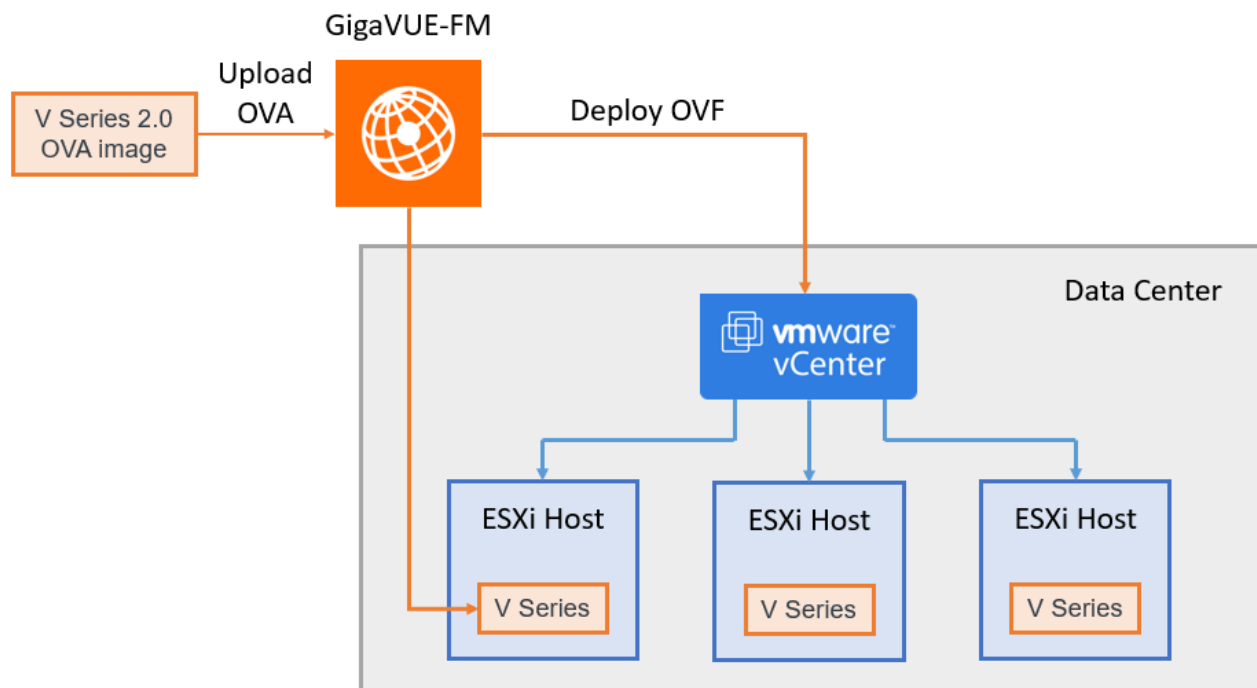 GigaVUE-FM
Upload
OVA
Deploy OVF
V Series 2.0
OVA image
Data Center
vmware™
vCenter
ESXi Host
ESXi Host
ESXi Host
V Series
V Series
V Series